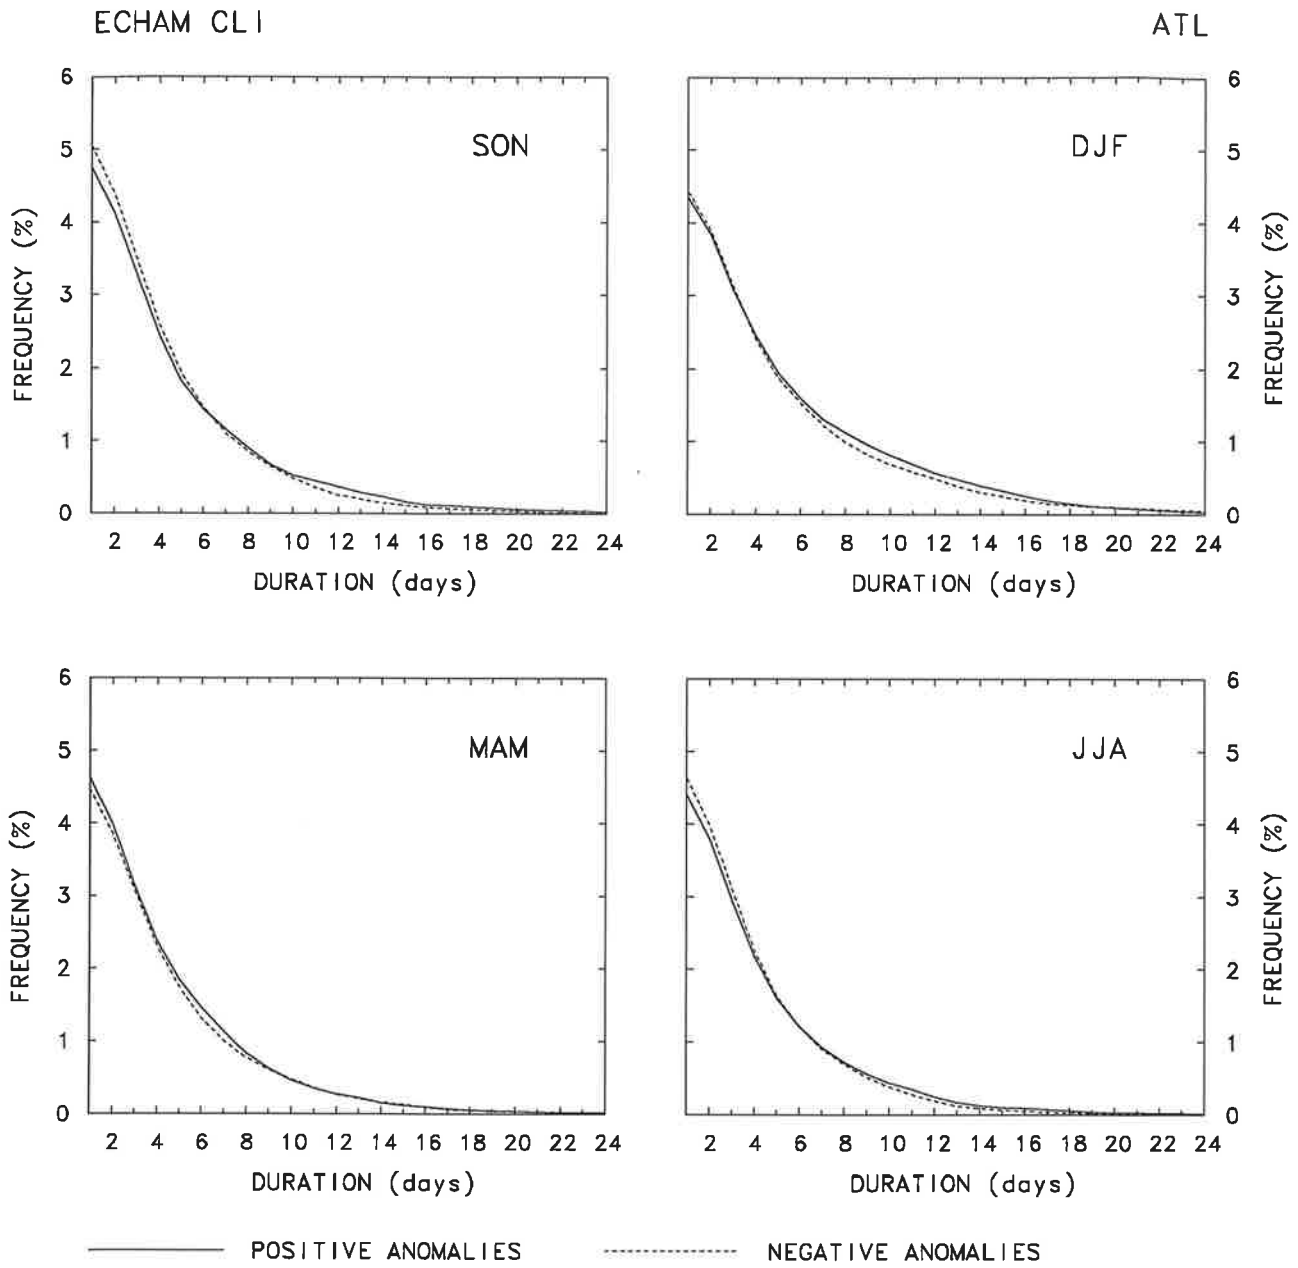 ECHAM CLI
ATL
6
5
4
3
2
1
0
FREQUENCY (%)
SON
2 4 6 8 10 12 14 16 18 20 22 24
DURATION (days)
DJF
6
5
4
3
2
1
0
FREQUENCY (%)
2 4 6 8 10 12 14 16 18 20 22 24
DURATION (days)
6
5
4
3
2
1
0
FREQUENCY (%)
MAM
2 4 6 8 10 12 14 16 18 20 22 24
DURATION (days)
JJA
6
5
4
3
2
1
0
FREQUENCY (%)
2 4 6 8 10 12 14 16 18 20 22 24
DURATION (days)
POSITIVE ANOMALIES
NEGATIVE ANOMALIES